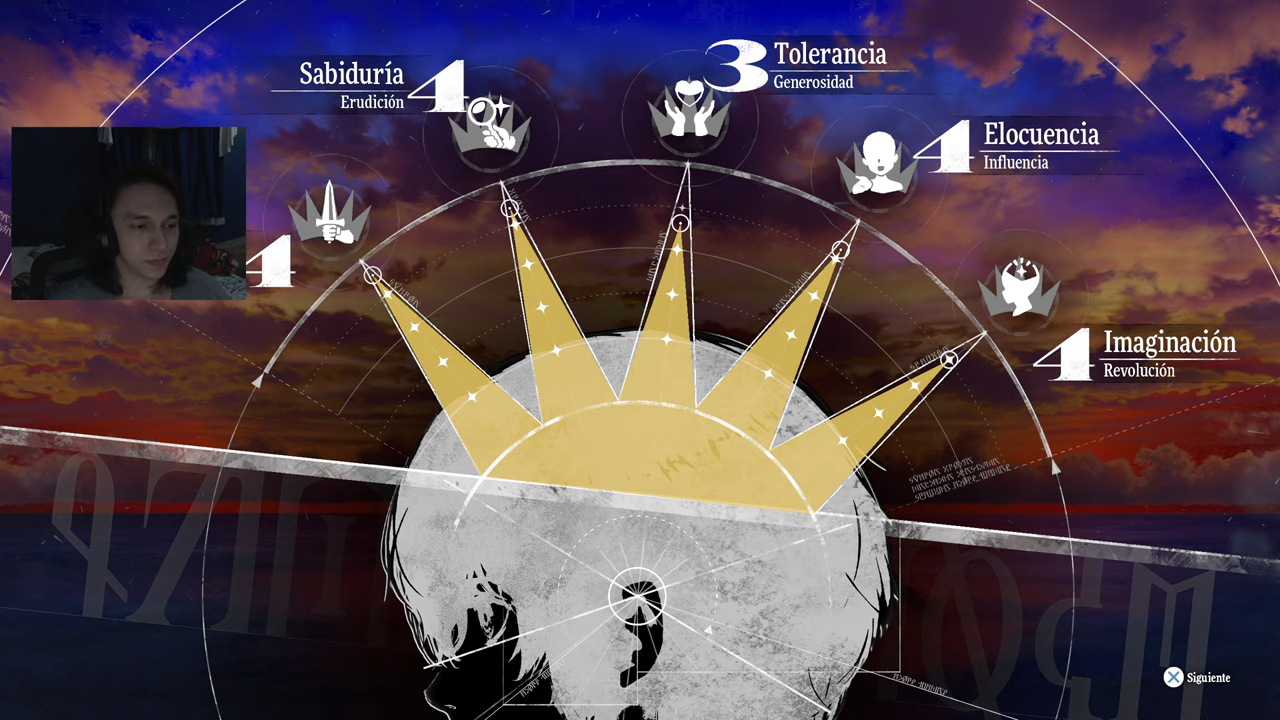 Sabiduría
Erudición
4
3
Tolerancia
Generosidad
4
Elocuencia
Influencia
4
4
Imaginación
Revolución
Siguiente